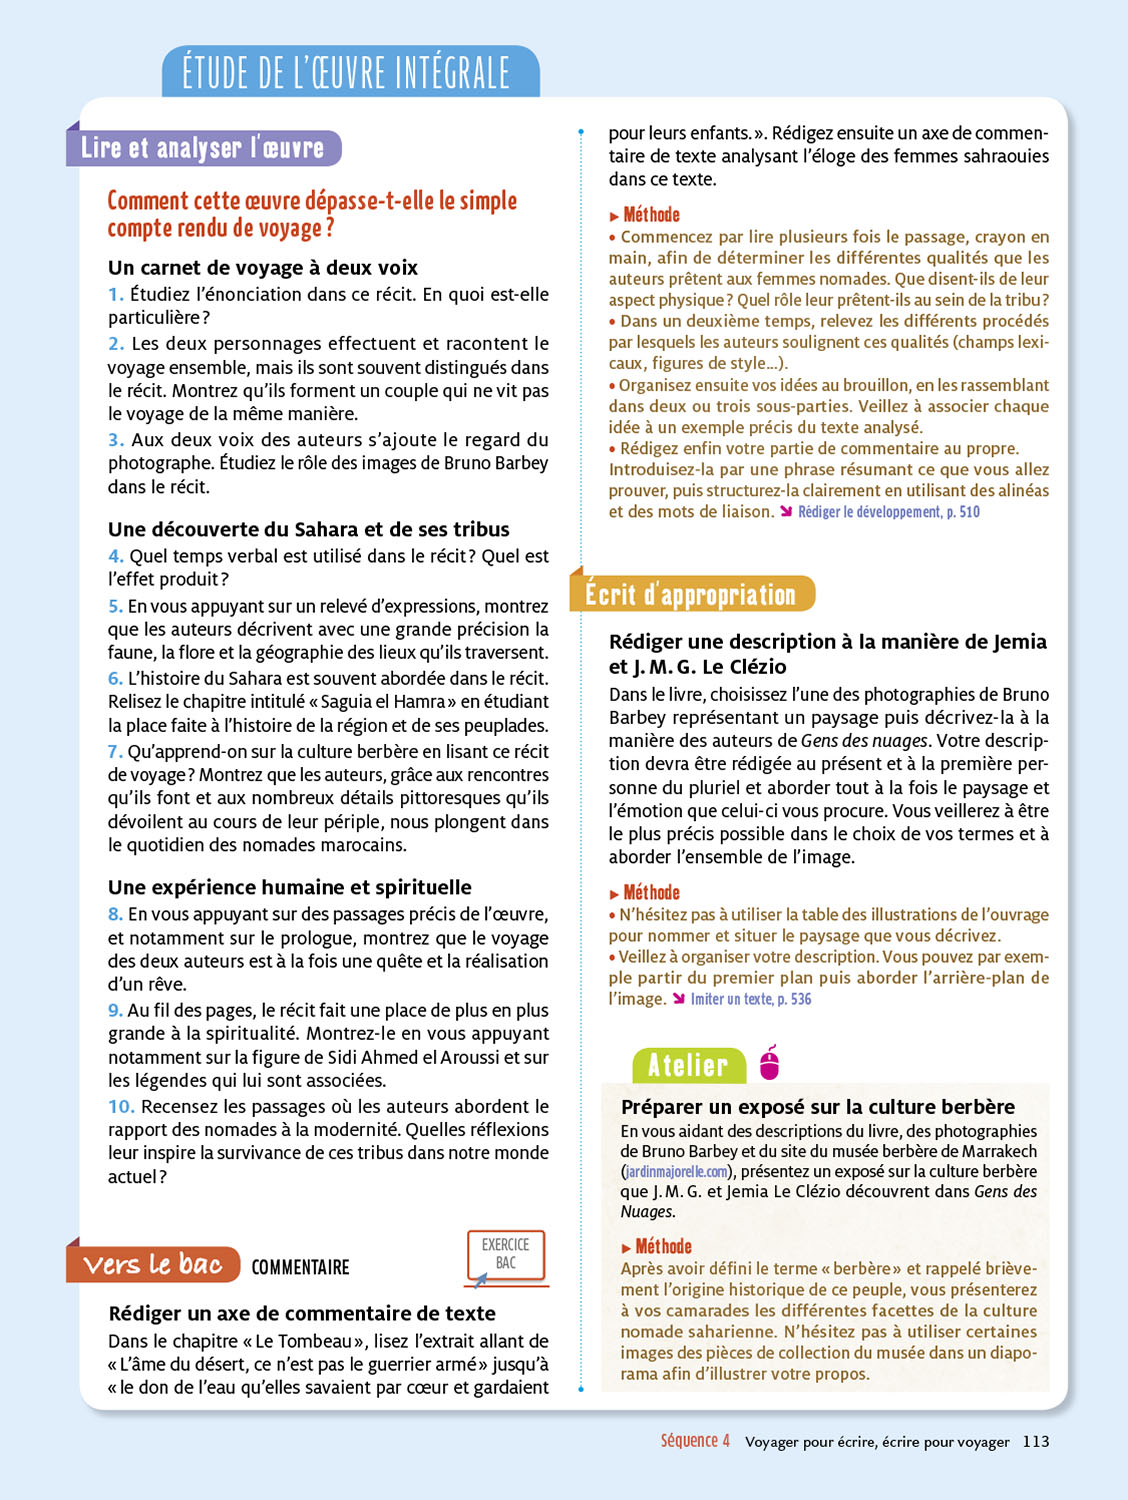 ÉTUDE DE L'ŒUVRE INTÉGRALE
Lire et analyser l'œuvre
Comment cette œuvre dépasse-t-elle le simple
compte rendu de voyage ?
Un carnet de voyage à deux voix
1. Étudiez l'énonciation dans ce récit. En quoi est-elle
particulière ?
2. Les deux personnages effectuent et racontent le
voyage ensemble, mais ils sont souvent distingués dans
le récit. Montrez qu'ils forment un couple qui ne vit pas
le voyage de la même manière.
3. Aux deux voix des auteurs s'ajoute le regard du
photographe. Étudiez le rôle des images de Bruno Barbey
dans ce récit.
Une découverte du Sahara et de ses tribus
4. Quel temps verbal est utilisé dans le récit ? Quel est
l'effet produit ?
5. En vous appuyant sur un relevé d'expressions, montrez
que les auteurs décrivent avec une grande précision la
faune, la flore et la géographie des lieux qu'ils traversent.
6. L'histoire du Sahara est souvent abordée dans le récit.
Relisez le chapitre intitulé « Saguia el Hamra » en étudiant
la place faite à l'histoire de la région et de ses peuplades.
7. Qu'apprend-on sur la culture berbère en lisant ce récit
de voyage ? Montrez que les auteurs, grâce aux rencontres
qu'ils font et aux nombreux détails pittoresques qu'ils
dévoilent au cours de leur périple, nous plongent dans
le quotidien des nomades marocains.
Une expérience humaine et spirituelle
8. En vous appuyant sur des passages précis de l'œuvre,
et notamment sur le prologue, montrez que le voyage
des deux auteurs est à la fois une quête et la réalisation
d'un rêve.
9. Au fil des pages, le récit fait une place de plus en plus
grande à la spiritualité. Montrez-le en vous appuyant
notamment sur la figure de Sidi Ahmed el Aroussi et sur
les légendes qui lui sont associées.
10. Recensez les passages où les auteurs abordent le
rapport des nomades à la modernité. Quelles réflexions
leur inspire la survivance de ces tribus dans notre monde
actuel ?
Vers le bac COMMENTAIRE
EXERCICE
BAC
Rédiger un axe de commentaire de texte
Dans le chapitre « Le Tombeau », lisez l'extrait allant de
« L'âme du désert, ce n'est pas le guerrier armé » jusqu'à
« le don de l'eau qu'elles savaient par cœur et gardaient
pour leurs enfants. ». Rédigez ensuite un axe de commen-
taire de texte analysant l'éloge des femmes sahraouies
dans ce texte.
▸ Méthode
• Commencez par lire plusieurs fois le passage, crayon en
main, afin de déterminer les différentes qualités que les
auteurs prêtent aux femmes nomades. Que disent-ils de leur
aspect physique ? Quel rôle leur prêtent-ils au sein de la tribu ?
• Dans un deuxième temps, relevez les différents procédés
par lesquels les auteurs soulignent ces qualités (champs lexi-
caux, figures de style…).
• Organisez ensuite vos idées au brouillon, en les rassemblant
dans deux ou trois sous-parties. Veillez à associer chaque
idée à un exemple précis du texte analysé.
• Rédigez enfin votre partie de commentaire au propre.
Introduisez-la par une phrase résumant ce que vous allez
prouver, puis structurez-la clairement en utilisant des alinéas
et des mots de liaison. ↘ Rédiger le développement, p. 510
Écrit d'appropriation
Rédiger une description à la manière de Jemia
et J. M. G. Le Clézio
Dans le livre, choisissez l'une des photographies de Bruno
Barbey représentant un paysage puis décrivez-la à la
manière des auteurs de Gens des nuages. Votre descrip-
tion devra être rédigée au présent et à la première per-
sonne du pluriel et aborder tout à la fois le paysage et
l'émotion que celui-ci vous procure. Vous veillerez à être
le plus précis possible dans le choix de vos termes et à
aborder l'ensemble de l'image.
▸ Méthode
• N'hésitez pas à utiliser la table des illustrations de l'ouvrage
pour nommer et situer le paysage que vous décrivez.
• Veillez à organiser votre description. Vous pouvez par exem-
ple partir du premier plan puis aborder l'arrière-plan de
l'image. ↘ Imiter un texte, p. 536
Atelier
Préparer un exposé sur la culture berbère
En vous aidant des descriptions du livre, des photographies
de Bruno Barbey et du site du musée berbère de Marrakech
(jardinmajorelle.com), présentez un exposé sur la culture berbère
que J. M. G. et Jemia Le Clézio découvrent dans Gens des
Nuages.
▸ Méthode
Après avoir défini le terme « berbère » et rappelé briève-
ment l'origine historique de ce peuple, vous présenterez
à vos camarades les différentes facettes de la culture
nomade saharienne. N'hésitez pas à utiliser certaines
images des pièces de collection du musée dans un diapo-
rama afin d'illustrer votre propos.
Séquence 4 Voyager pour écrire, écrire pour voyager 113